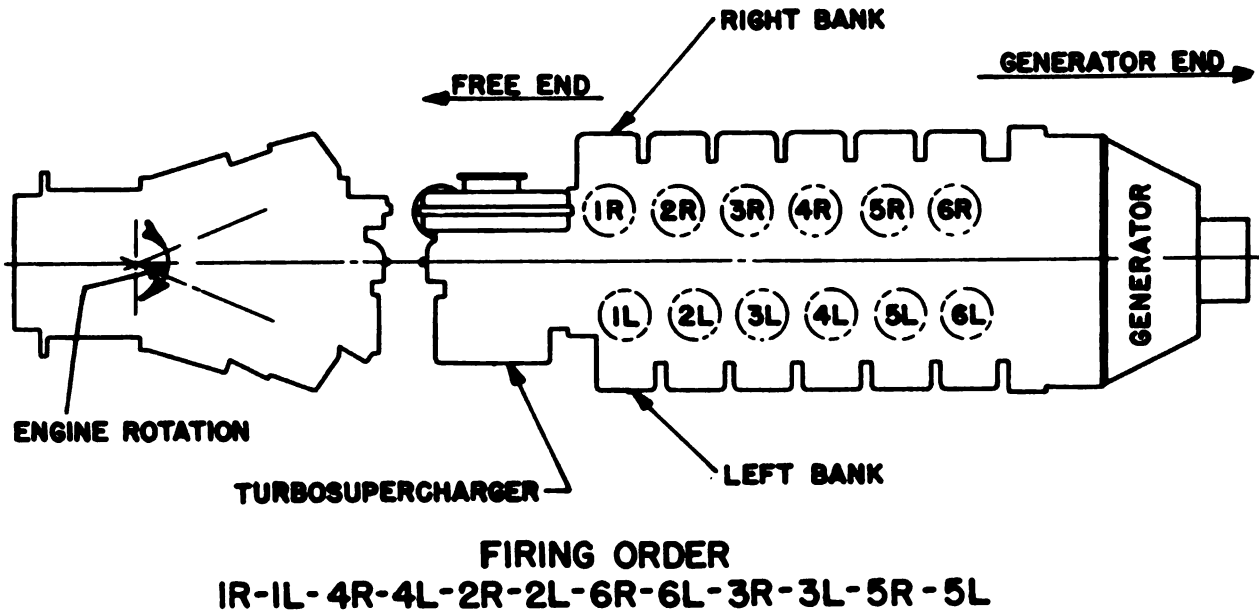 RIGHT BANK
GENERATOR END
FREE END
1R 2R 3R 4R 5R 6R
GENERATOR
1L 2L 3L 4L 5L 6L
ENGINE ROTATION
LEFT BANK
TURBOSUPERCHARGER
FIRING ORDER
1R-1L-4R-4L-2R-2L-6R-6L-3R-3L-5R-5L